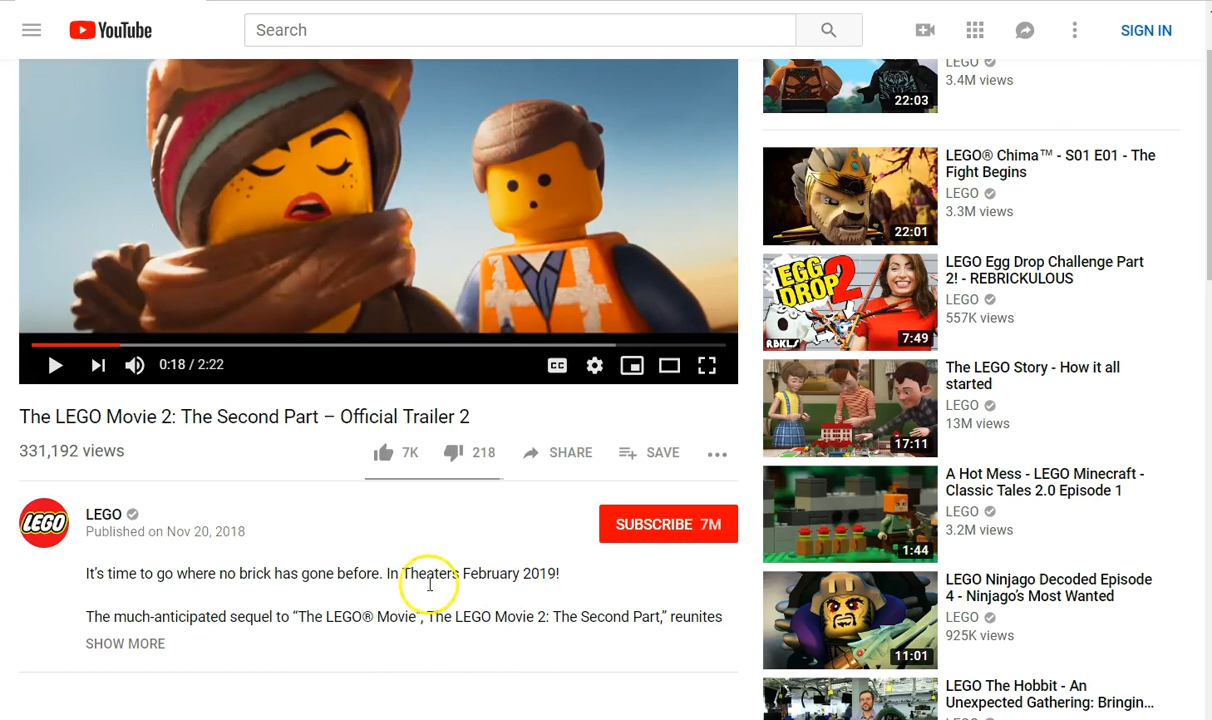 YouTube
Search
SIGN IN
0:18 / 2:22
CC
The LEGO Movie 2: The Second Part – Official Trailer 2
331,192 views
7K
218
SHARE
SAVE
LEGO
LEGO
Published on Nov 20, 2018
SUBSCRIBE 7M
It's time to go where no brick has gone before. In Theaters February 2019!
The much-anticipated sequel to “The LEGO® Movie”, The LEGO Movie 2: The Second Part,” reunites
SHOW MORE
LEGO
3.4M views
22:03
LEGO® Chima™ - S01 E01 - The
Fight Begins
LEGO
3.3M views
22:01
LEGO Egg Drop Challenge Part
2! - REBRICKULOUS
LEGO
557K views
EGG
DROP 2
RBKLS
7:49
The LEGO Story - How it all
started
LEGO
13M views
17:11
A Hot Mess - LEGO Minecraft -
Classic Tales 2.0 Episode 1
LEGO
3.2M views
1:44
LEGO Ninjago Decoded Episode
4 - Ninjago’s Most Wanted
LEGO
925K views
11:01
LEGO The Hobbit - An
Unexpected Gathering: Bringin...